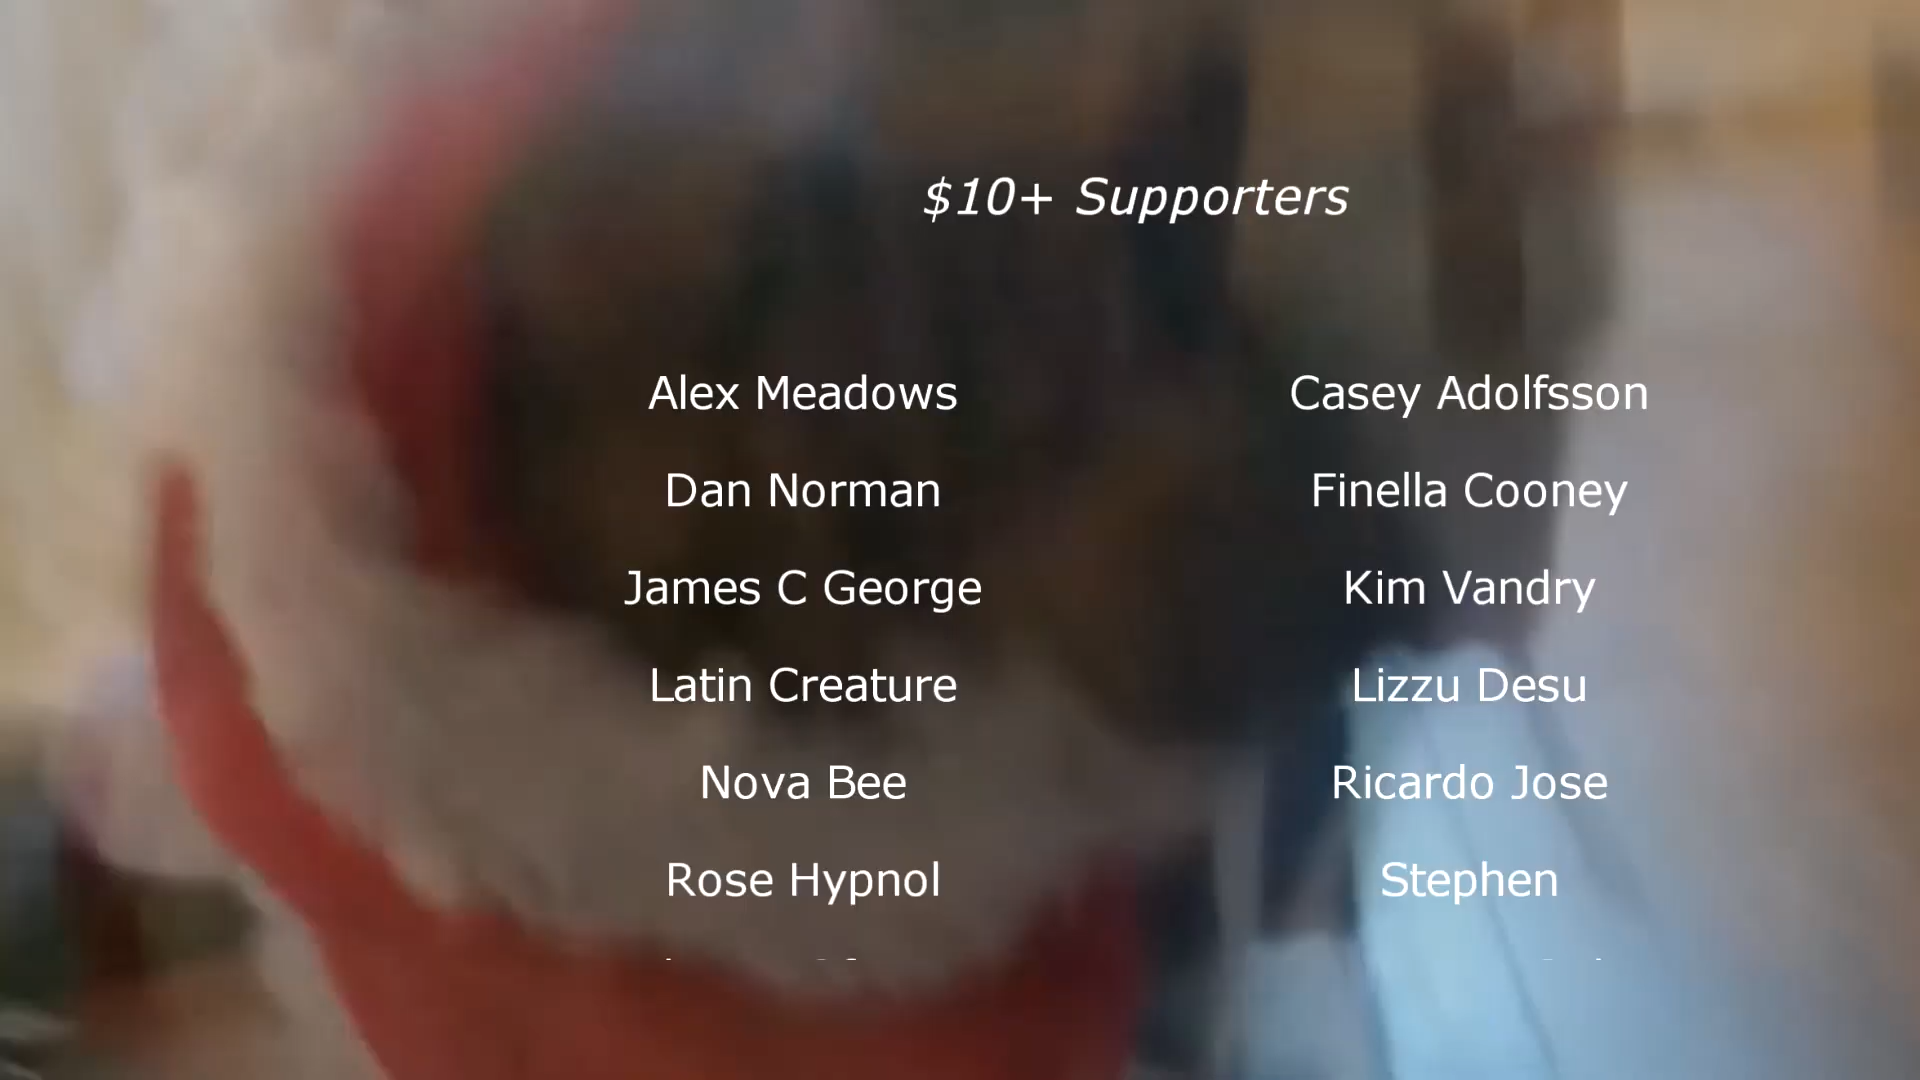 $10+ Supporters
Alex Meadows Casey Adolfsson
Dan Norman Finella Cooney
James C George Kim Vandry
Latin Creature Lizzu Desu
Nova Bee Ricardo Jose
Rose Hypnol Stephen